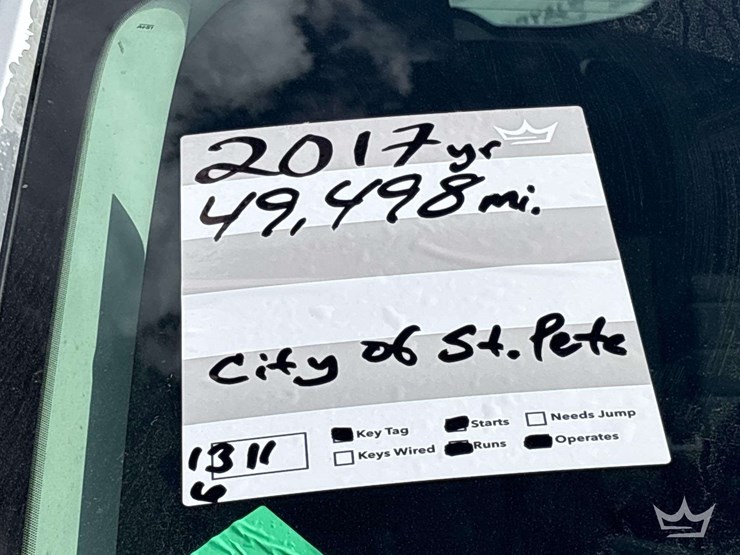 2017 yr
49,498 mi.
City of St. Pete
Key Tag Starts Needs Jump
Keys Wired Runs Operates
1311
6